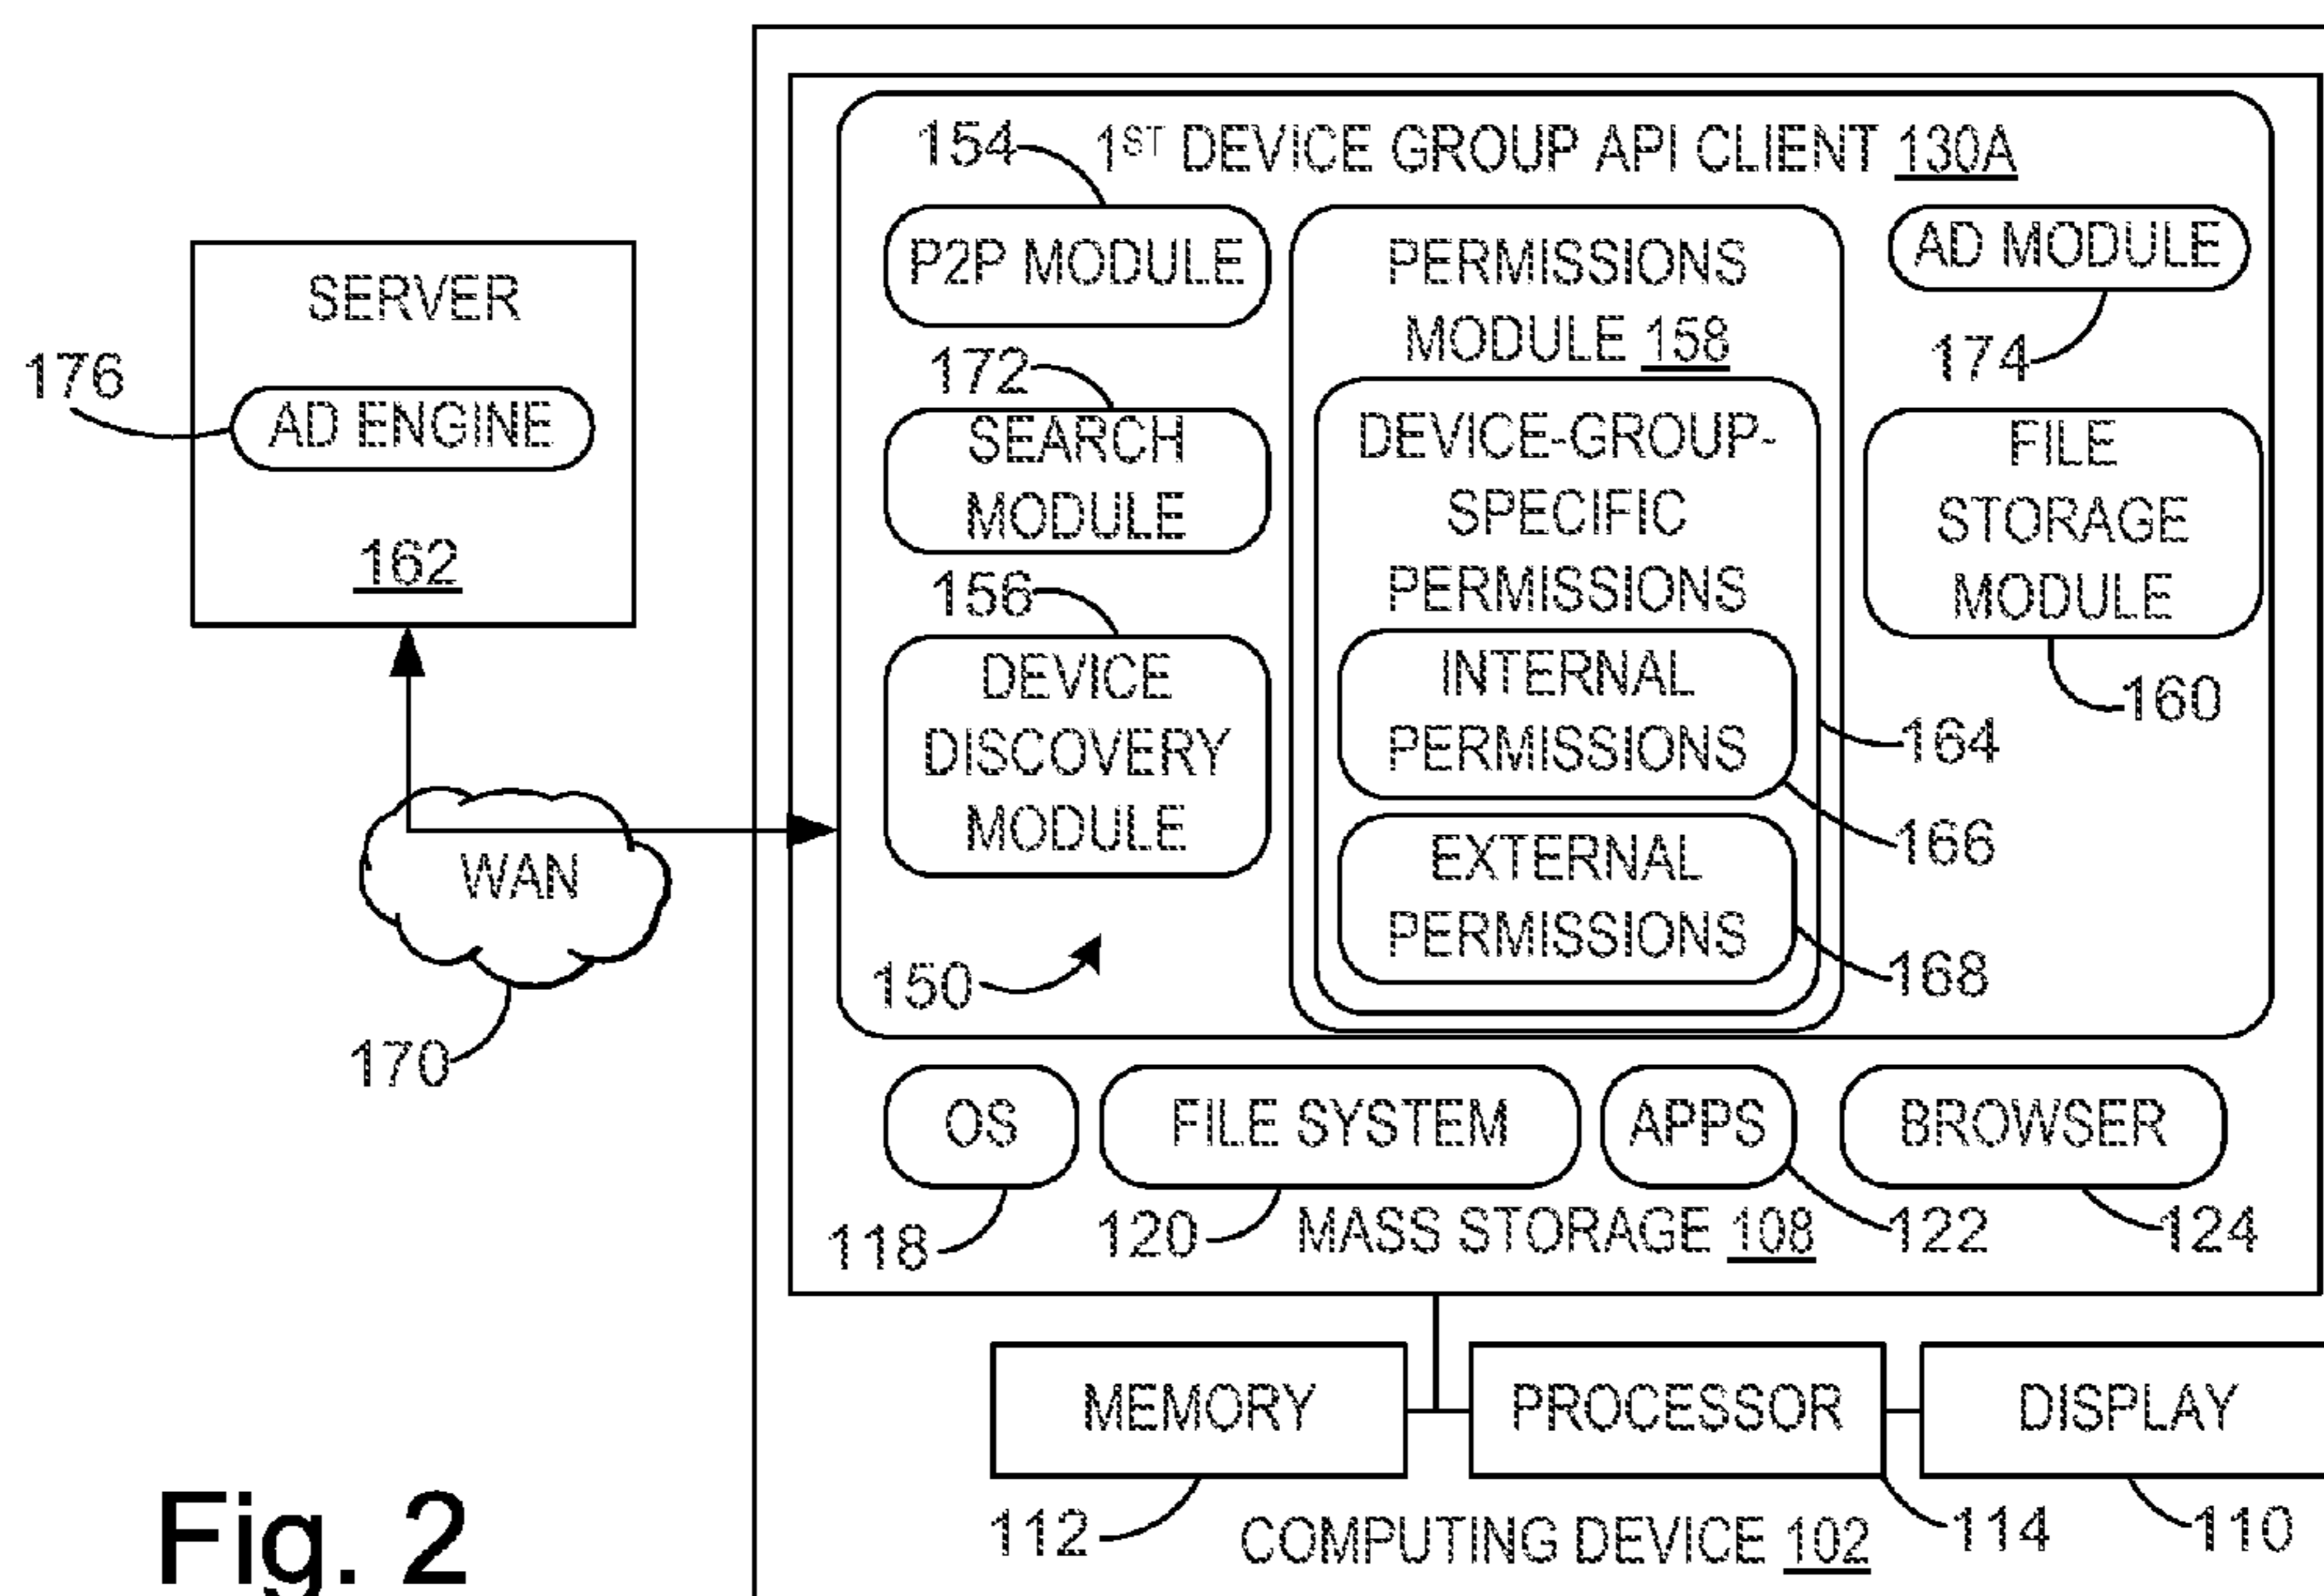 154
1ST DEVICE GROUP API CLIENT 130A
P2P MODULE
PERMISSIONS
MODULE 158
AD MODULE
174
SERVER
176
AD ENGINE
162
172
SEARCH
MODULE
DEVICE-GROUP-
SPECIFIC
PERMISSIONS
FILE
STORAGE
MODULE
160
156
DEVICE
DISCOVERY
MODULE
INTERNAL
PERMISSIONS
164
166
EXTERNAL
PERMISSIONS
168
WAN
170
150
OS
FILE SYSTEM
APPS
BROWSER
118
120
MASS STORAGE 108
122
124
MEMORY
PROCESSOR
DISPLAY
112
COMPUTING DEVICE 102
114
110
Fig. 2